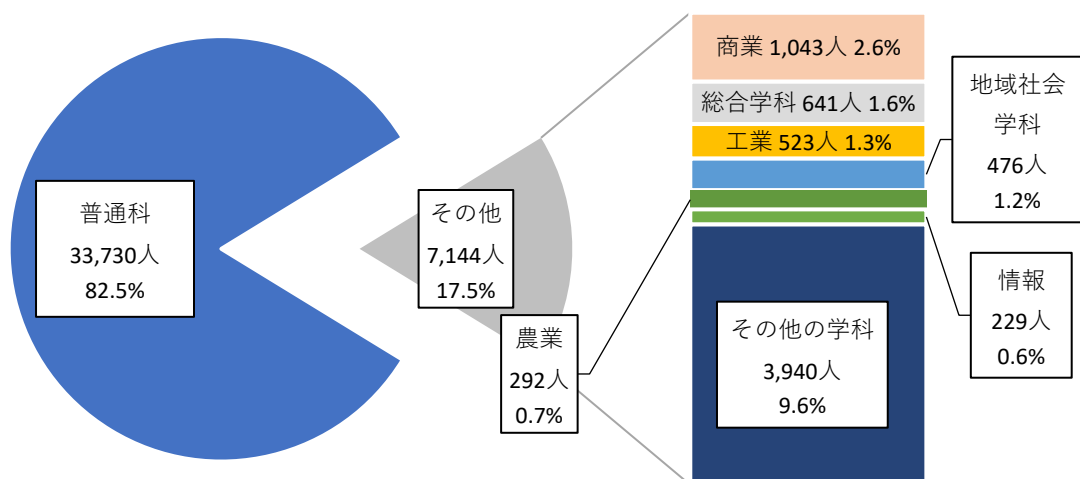 普通科
33,730人
82.5%
その他
7,144人
17.5%
農業
292人
0.7%
商業 1,043人 2.6%
総合学科 641人 1.6%
工業 523人 1.3%
地域社会
学科
476人
1.2%
情報
229人
0.6%
その他の学科
3,940人
9.6%